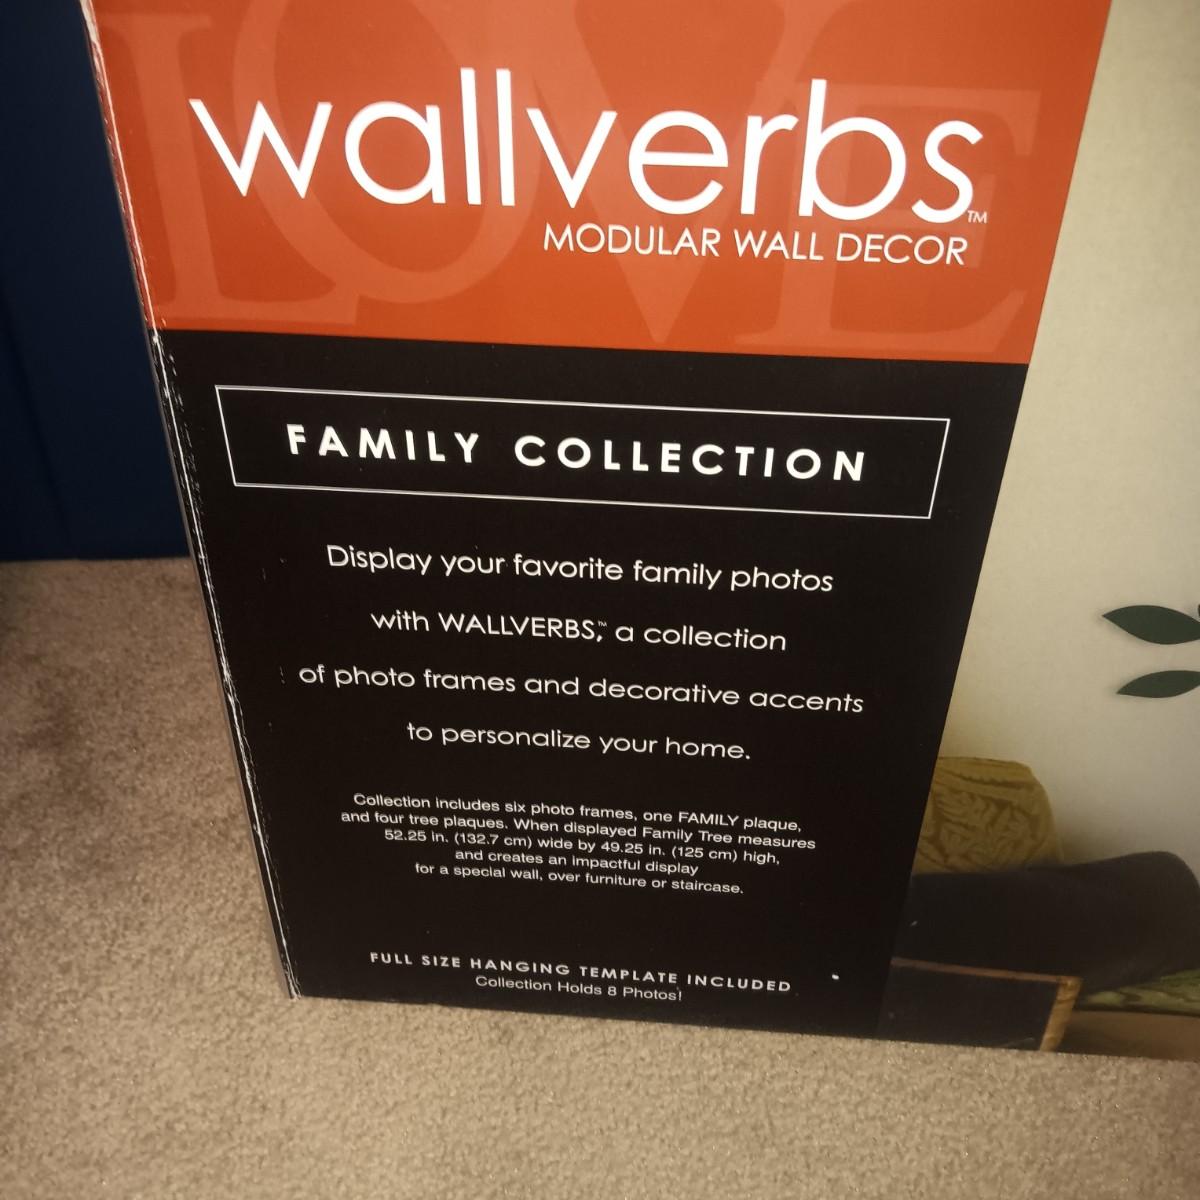 LOVE
wallverbs™
MODULAR WALL DECOR
FAMILY COLLECTION
Display your favorite family photos
with WALLVERBS,™ a collection
of photo frames and decorative accents
to personalize your home.
Collection includes six photo frames, one FAMILY plaque,
and four tree plaques. When displayed Family Tree measures
52.25 in. (132.7 cm) wide by 49.25 in. (125 cm) high,
and creates an impactful display
for a special wall, over furniture or staircase.
FULL SIZE HANGING TEMPLATE INCLUDED
Collection Holds 8 Photos!